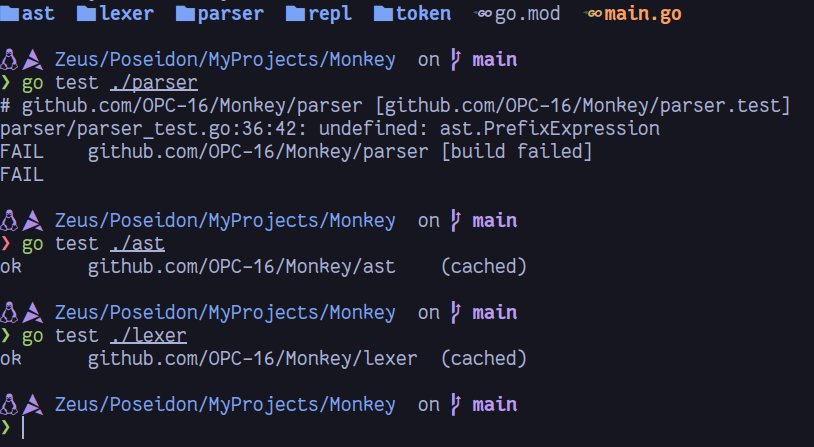 ast lexer parser repl token go.mod main.go
Zeus/Poseidon/MyProjects/Monkey on main
❯ go test ./parser
# github.com/OPC-16/Monkey/parser [github.com/OPC-16/Monkey/parser.test]
parser/parser_test.go:36:42: undefined: ast.PrefixExpression
FAIL github.com/OPC-16/Monkey/parser [build failed]
FAIL
Zeus/Poseidon/MyProjects/Monkey on main
❯ go test ./ast
ok github.com/OPC-16/Monkey/ast (cached)
Zeus/Poseidon/MyProjects/Monkey on main
❯ go test ./lexer
ok github.com/OPC-16/Monkey/lexer (cached)
Zeus/Poseidon/MyProjects/Monkey on main
❯